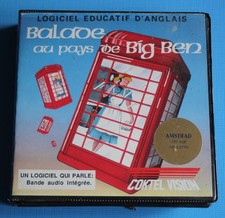 LOGICIEL EDUCATIF D'ANGLAIS
Balade
au pays de Big Ben
AMSTRAD
UN LOGICIEL QUI PARLE:
Bande audio intégrée.
COKTEL VISION